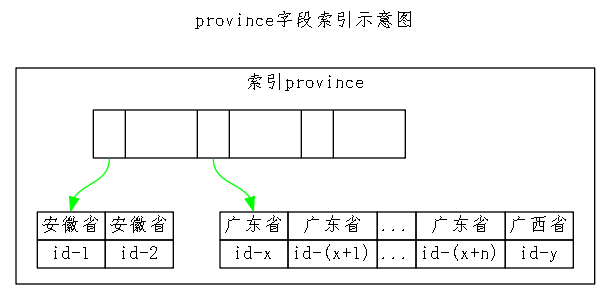 province字段索引示意图
索引province
安徽省 安徽省 广东省 广东省 ... 广东省 广西省
id-1 id-2 id-x id-(x+1) ... id-(x+n) id-y